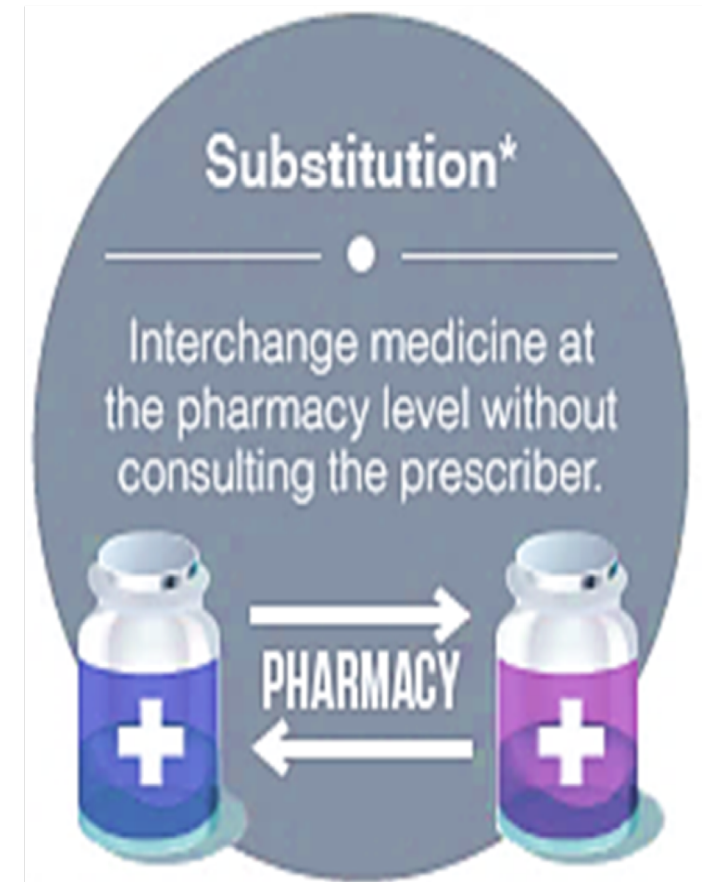 Substitution*
Interchange medicine at
the pharmacy level without
consulting the prescriber.
PHARMACY